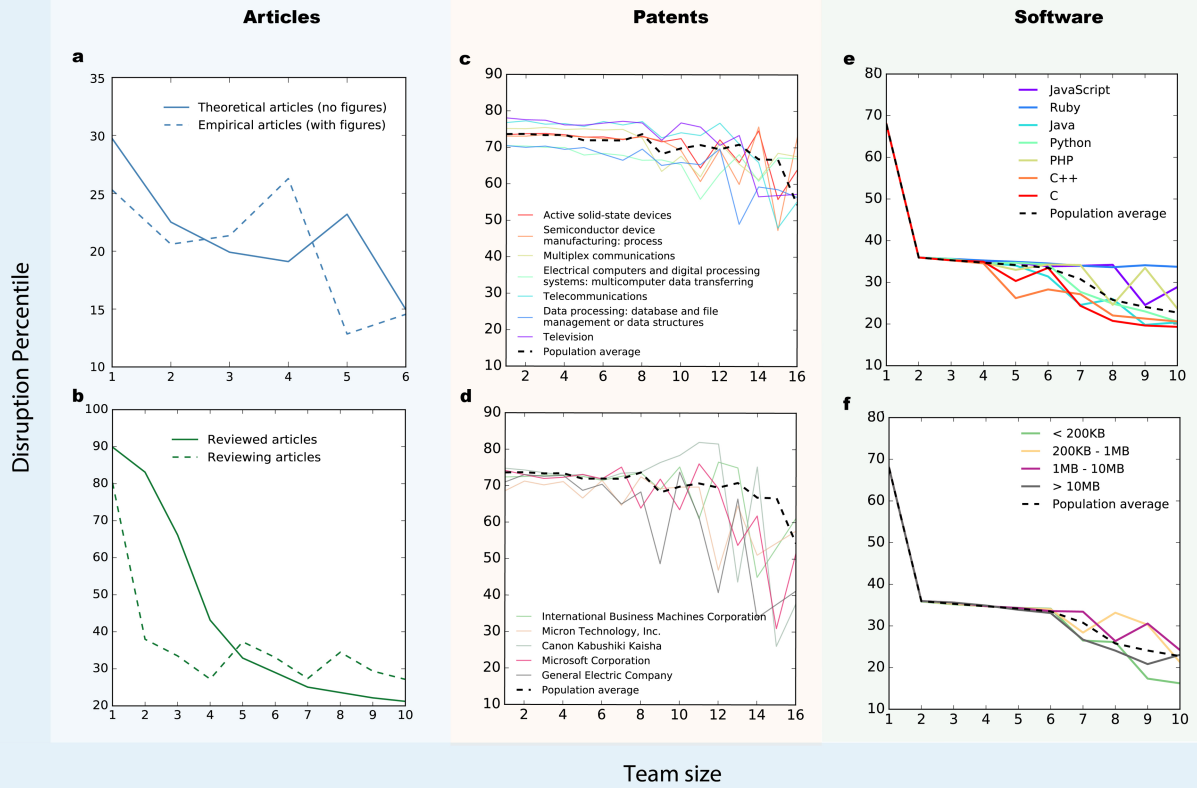 Articles
Patents
Software
Disruption Percentile
a
35
30
25
20
15
10
1 2 3 4 5 6
Theoretical articles (no figures)
Empirical articles (with figures)
b
100
90
80
70
60
50
40
30
20
1 2 3 4 5 6 7 8 9 10
Reviewed articles
Reviewing articles
c
90
80
70
60
50
40
30
20
10
2 4 6 8 10 12 14 16
Active solid-state devices
Semiconductor device
manufacturing: process
Multiplex communications
Electrical computers and digital processing
systems: multicomputer data transferring
Telecommunications
Data processing: database and file
management or data structures
Television
Population average
d
90
80
70
60
50
40
30
20
10
2 4 6 8 10 12 14 16
International Business Machines Corporation
Micron Technology, Inc.
Canon Kabushiki Kaisha
Microsoft Corporation
General Electric Company
Population average
e
80
70
60
50
40
30
20
10
1 2 3 4 5 6 7 8 9 10
JavaScript
Ruby
Java
Python
PHP
C++
C
Population average
f
80
70
60
50
40
30
20
10
1 2 3 4 5 6 7 8 9 10
< 200KB
200KB - 1MB
1MB - 10MB
> 10MB
Population average
Team size